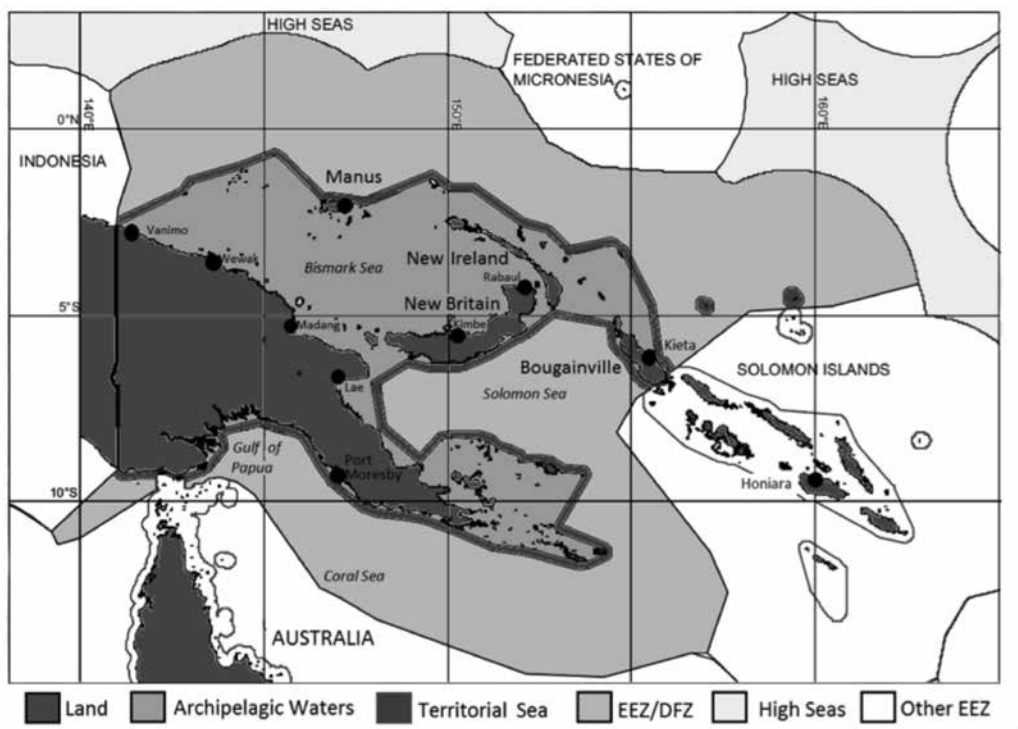 HIGH SEAS
FEDERATED STATES OF
MICRONESIA
HIGH SEAS
140°E
150°E
160°E
0°N
INDONESIA
Manus
Vanimo
Wewak
Bismark Sea
New Ireland
Rabaul
New Britain
5°S
Madang
Kimbe
Kieta
Bougainville
SOLOMON ISLANDS
Lae
Solomon Sea
Gulf of
Papua
Port
Moresby
Honiara
10°S
Coral Sea
AUSTRALIA
Land
Archipelagic Waters
Territorial Sea
EEZ/DFZ
High Seas
Other EEZ